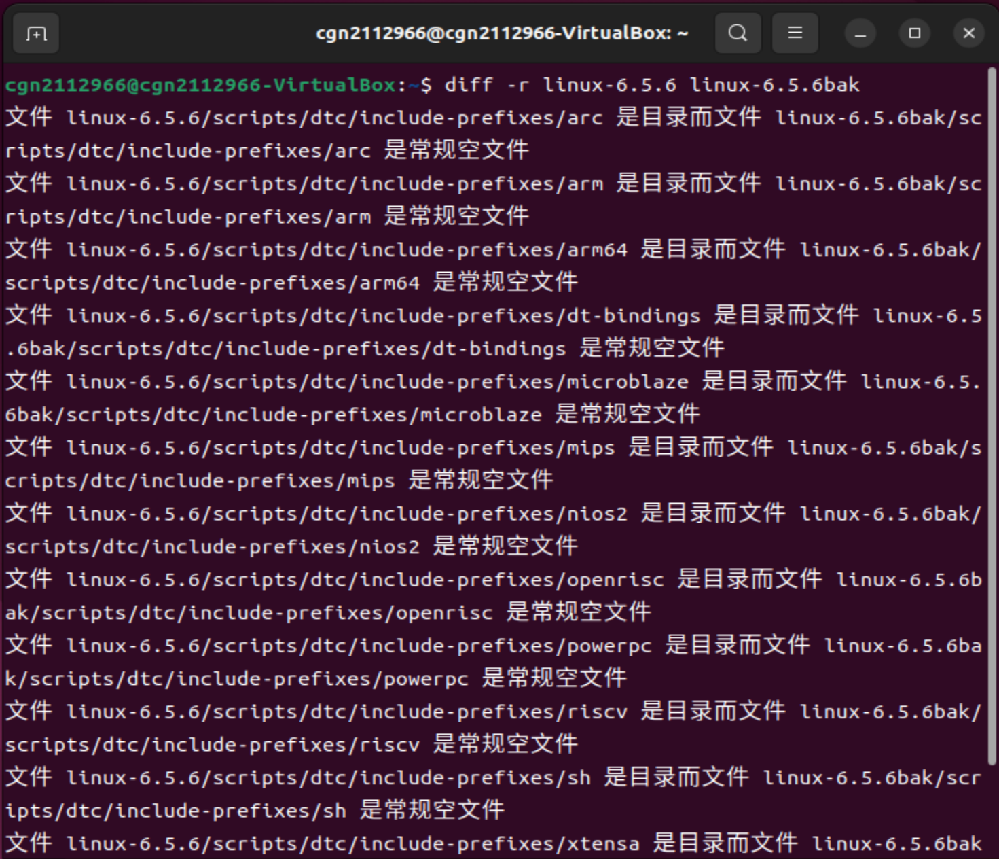 cgn2112966@cgn2112966-VirtualBox: ~
cgn2112966@cgn2112966-VirtualBox:~$ diff -r linux-6.5.6 linux-6.5.6bak
文件 linux-6.5.6/scripts/dtc/include-prefixes/arc 是目录而文件 linux-6.5.6bak/sc
ripts/dtc/include-prefixes/arc 是常规空文件
文件 linux-6.5.6/scripts/dtc/include-prefixes/arm 是目录而文件 linux-6.5.6bak/sc
ripts/dtc/include-prefixes/arm 是常规空文件
文件 linux-6.5.6/scripts/dtc/include-prefixes/arm64 是目录而文件 linux-6.5.6bak/
scripts/dtc/include-prefixes/arm64 是常规空文件
文件 linux-6.5.6/scripts/dtc/include-prefixes/dt-bindings 是目录而文件 linux-6.5
.6bak/scripts/dtc/include-prefixes/dt-bindings 是常规空文件
文件 linux-6.5.6/scripts/dtc/include-prefixes/microblaze 是目录而文件 linux-6.5.
6bak/scripts/dtc/include-prefixes/microblaze 是常规空文件
文件 linux-6.5.6/scripts/dtc/include-prefixes/mips 是目录而文件 linux-6.5.6bak/s
cripts/dtc/include-prefixes/mips 是常规空文件
文件 linux-6.5.6/scripts/dtc/include-prefixes/nios2 是目录而文件 linux-6.5.6bak/
scripts/dtc/include-prefixes/nios2 是常规空文件
文件 linux-6.5.6/scripts/dtc/include-prefixes/openrisc 是目录而文件 linux-6.5.6b
ak/scripts/dtc/include-prefixes/openrisc 是常规空文件
文件 linux-6.5.6/scripts/dtc/include-prefixes/powerpc 是目录而文件 linux-6.5.6ba
k/scripts/dtc/include-prefixes/powerpc 是常规空文件
文件 linux-6.5.6/scripts/dtc/include-prefixes/riscv 是目录而文件 linux-6.5.6bak/
scripts/dtc/include-prefixes/riscv 是常规空文件
文件 linux-6.5.6/scripts/dtc/include-prefixes/sh 是目录而文件 linux-6.5.6bak/scr
ipts/dtc/include-prefixes/sh 是常规空文件
文件 linux-6.5.6/scripts/dtc/include-prefixes/xtensa 是目录而文件 linux-6.5.6bak